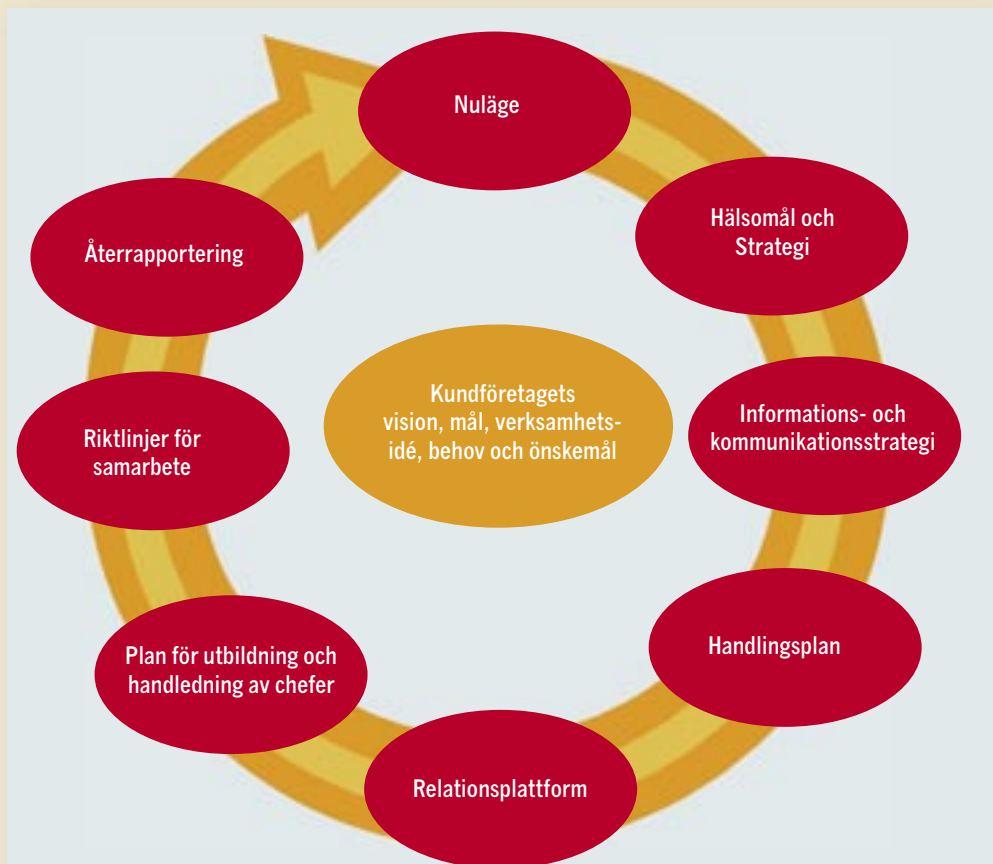 Nuläge
Hälsomål och
Strategi
Informations- och
kommunikationsstrategi
Handlingsplan
Relationsplattform
Plan för utbildning och
handledning av chefer
Riktlinjer för
samarbete
Återrapportering
Kundföretagets
vision, mål, verksamhets-
idé, behov och önskemål